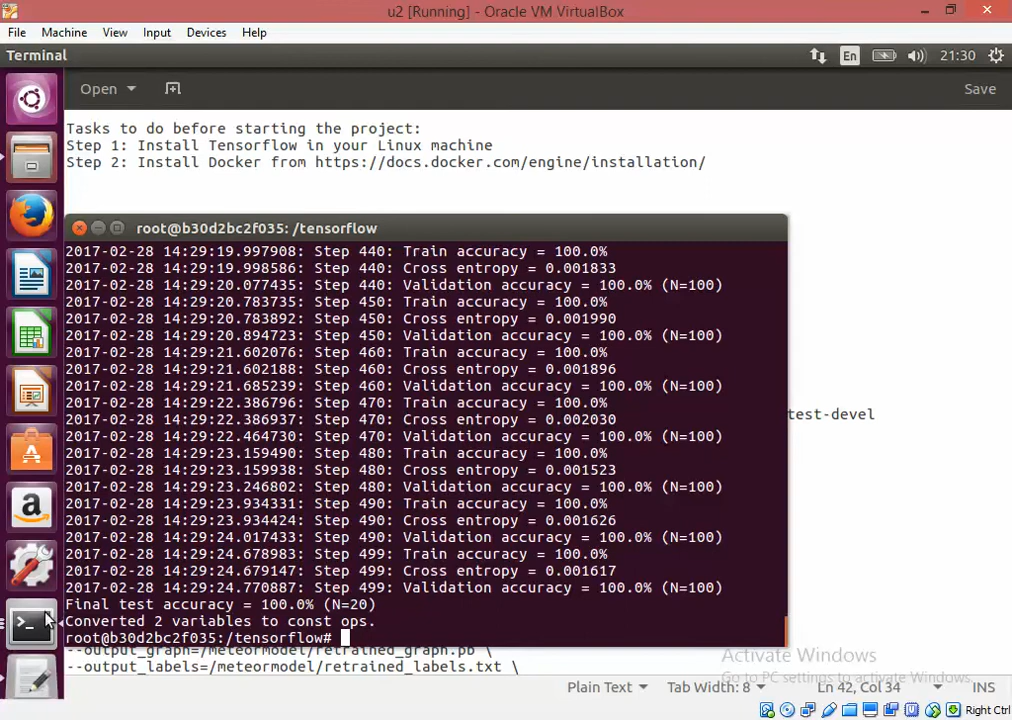 u2 [Running] - Oracle VM VirtualBox
File Machine View Input Devices Help
Terminal En 21:30
Open Save
Tasks to do before starting the project:
Step 1: Install Tensorflow in your Linux machine
Step 2: Install Docker from https://docs.docker.com/engine/installation/
root@b30d2bc2f035: /tensorflow
2017-02-28 14:29:19.997908: Step 440: Train accuracy = 100.0%
2017-02-28 14:29:19.998586: Step 440: Cross entropy = 0.001833
2017-02-28 14:29:20.077435: Step 440: Validation accuracy = 100.0% (N=100)
2017-02-28 14:29:20.783735: Step 450: Train accuracy = 100.0%
2017-02-28 14:29:20.783892: Step 450: Cross entropy = 0.001990
2017-02-28 14:29:20.894723: Step 450: Validation accuracy = 100.0% (N=100)
2017-02-28 14:29:21.602076: Step 460: Train accuracy = 100.0%
2017-02-28 14:29:21.602188: Step 460: Cross entropy = 0.001896
2017-02-28 14:29:21.685239: Step 460: Validation accuracy = 100.0% (N=100)
2017-02-28 14:29:22.386796: Step 470: Train accuracy = 100.0%
2017-02-28 14:29:22.386937: Step 470: Cross entropy = 0.002030
test-devel
2017-02-28 14:29:22.464730: Step 470: Validation accuracy = 100.0% (N=100)
2017-02-28 14:29:23.159490: Step 480: Train accuracy = 100.0%
2017-02-28 14:29:23.159938: Step 480: Cross entropy = 0.001523
2017-02-28 14:29:23.246802: Step 480: Validation accuracy = 100.0% (N=100)
2017-02-28 14:29:23.934331: Step 490: Train accuracy = 100.0%
2017-02-28 14:29:23.934424: Step 490: Cross entropy = 0.001626
2017-02-28 14:29:24.017433: Step 490: Validation accuracy = 100.0% (N=100)
2017-02-28 14:29:24.678983: Step 499: Train accuracy = 100.0%
2017-02-28 14:29:24.679147: Step 499: Cross entropy = 0.001617
2017-02-28 14:29:24.770887: Step 499: Validation accuracy = 100.0% (N=100)
Final test accuracy = 100.0% (N=20)
Converted 2 variables to const ops.
root@b30d2bc2f035:/tensorflow#
--output_graph=/meteormodel/retrained_graph.pb \
--output_labels=/meteormodel/retrained_labels.txt \
Activate Windows
Go to PC settings to activate Windows.
Plain Text Tab Width: 8 Ln 42, Col 34 INS
Right Ctrl